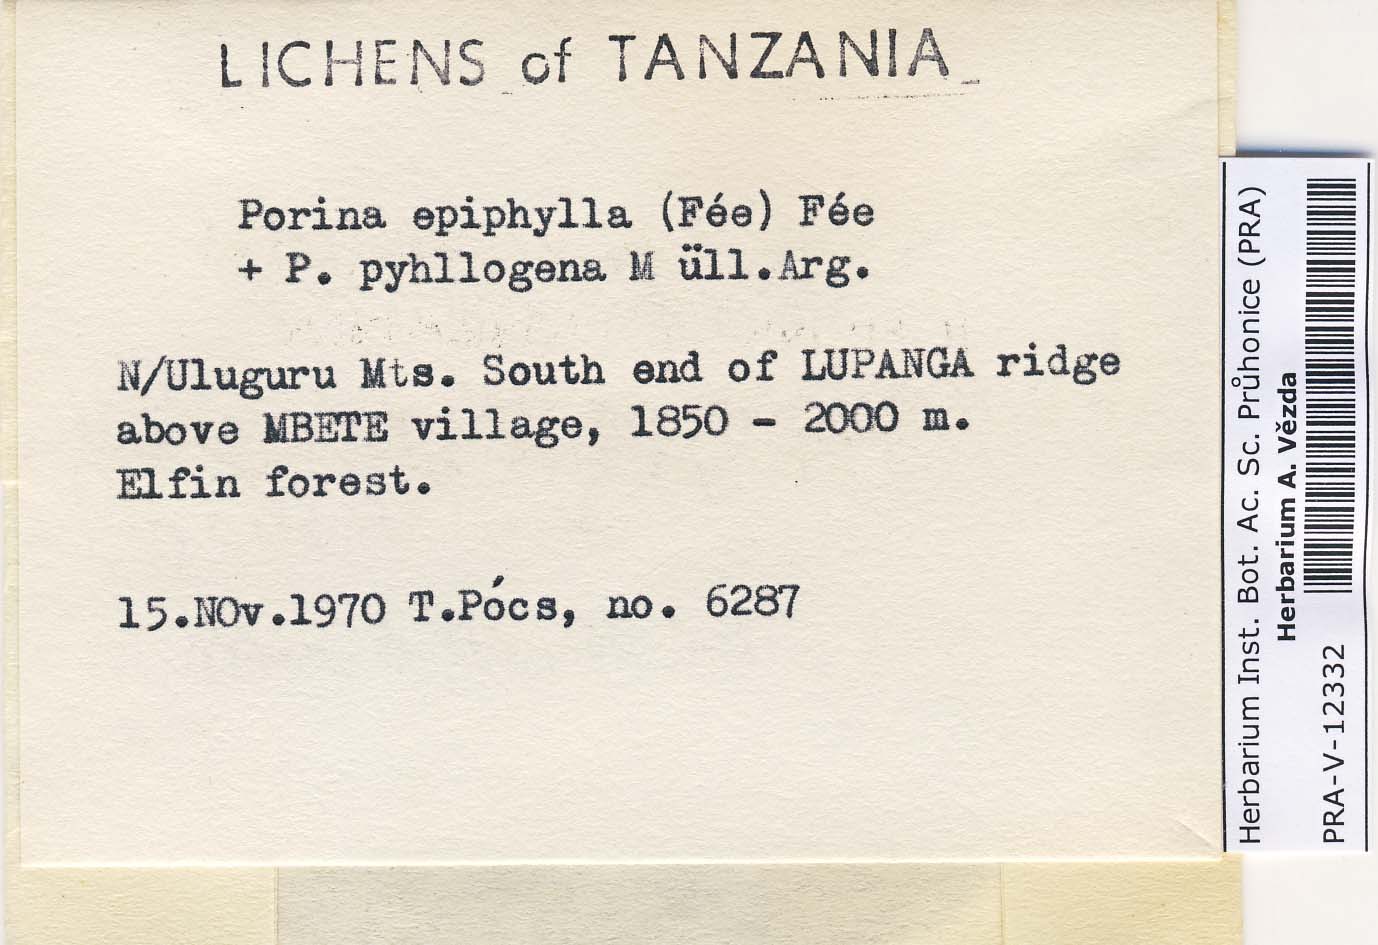 LICHENS of TANZANIA
Porina epiphylla (Fée) Fée
+ P. pyhllogena M üll.Arg.
N/Uluguru Mts. South end of LUPANGA ridge
above MBETE village, 1850 - 2000 m.
Elfin forest.
15.NOv.1970 T.Pócs, no. 6287
Herbarium Inst. Bot. Ac. Sc. Průhonice (PRA)
Herbarium A. Vězda
PRA-V-12332